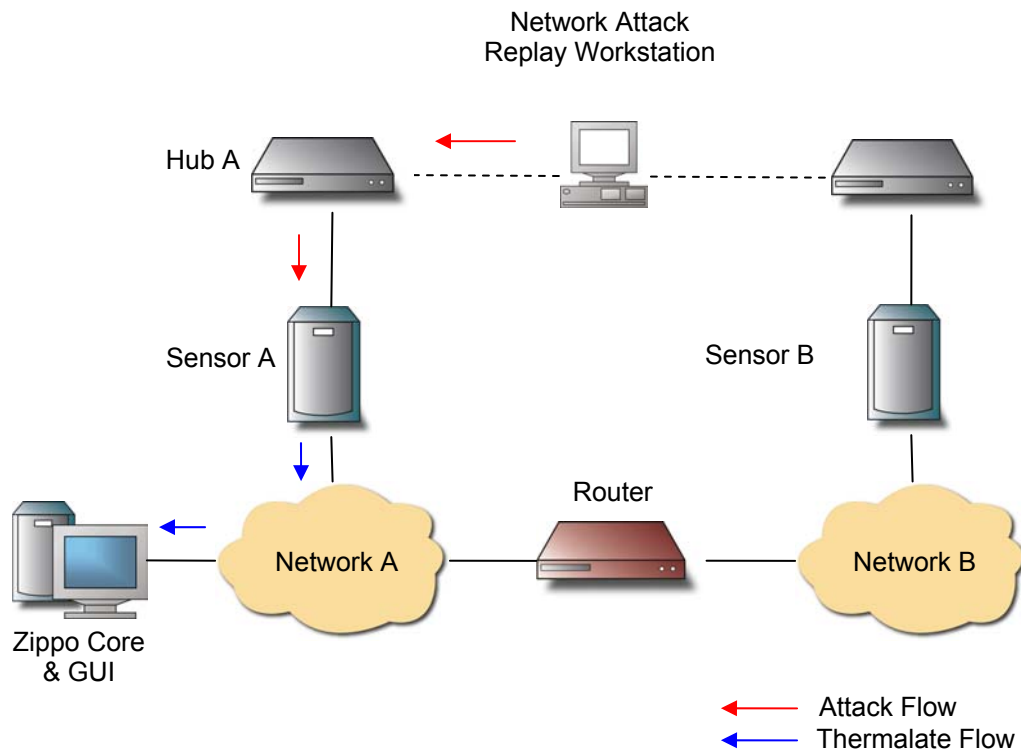 Network Attack
Replay Workstation
Hub A
Sensor A
Sensor B
Router
Network A
Network B
Zippo Core
& GUI
Attack Flow
Thermalate Flow